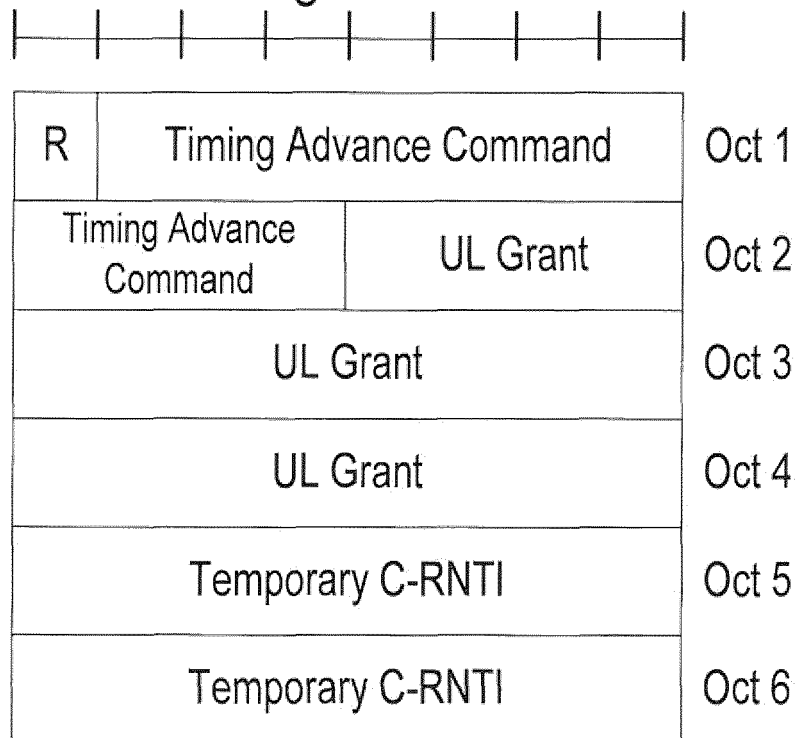 R Timing Advance Command Oct 1
Timing Advance
Command
UL Grant Oct 2
UL Grant Oct 3
UL Grant Oct 4
Temporary C-RNTI Oct 5
Temporary C-RNTI Oct 6